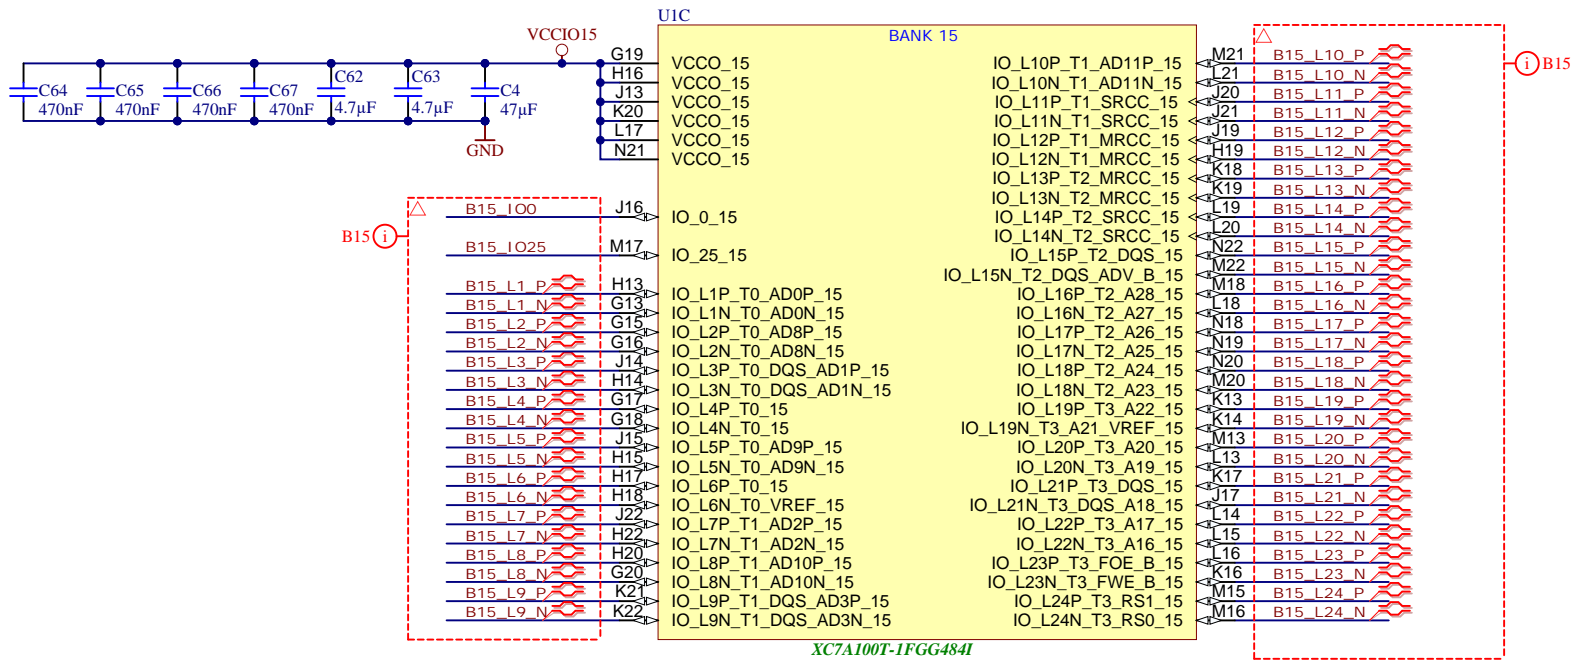 U1C
BANK 15
VCCIO15
C64
470nF
C65
470nF
C66
470nF
C67
470nF
C62
4.7µF
C63
4.7µF
C4
47µF
GND
G19 VCCO_15
H16 VCCO_15
J13 VCCO_15
K20 VCCO_15
L17 VCCO_15
N21 VCCO_15
B15 i
B15_IO0 J16 IO_0_15
B15_IO25 M17 IO_25_15
B15_L1_P H13 IO_L1P_T0_AD0P_15
B15_L1_N G13 IO_L1N_T0_AD0N_15
B15_L2_P G15 IO_L2P_T0_AD8P_15
B15_L2_N G16 IO_L2N_T0_AD8N_15
B15_L3_P J14 IO_L3P_T0_DQS_AD1P_15
B15_L3_N H14 IO_L3N_T0_DQS_AD1N_15
B15_L4_P G17 IO_L4P_T0_15
B15_L4_N G18 IO_L4N_T0_15
B15_L5_P J15 IO_L5P_T0_AD9P_15
B15_L5_N H15 IO_L5N_T0_AD9N_15
B15_L6_P H17 IO_L6P_T0_15
B15_L6_N H18 IO_L6N_T0_VREF_15
B15_L7_P J22 IO_L7P_T1_AD2P_15
B15_L7_N H22 IO_L7N_T1_AD2N_15
B15_L8_P H20 IO_L8P_T1_AD10P_15
B15_L8_N G20 IO_L8N_T1_AD10N_15
B15_L9_P K21 IO_L9P_T1_DQS_AD3P_15
B15_L9_N K22 IO_L9N_T1_DQS_AD3N_15
IO_L10P_T1_AD11P_15 M21 B15_L10_P
IO_L10N_T1_AD11N_15 L21 B15_L10_N
IO_L11P_T1_SRCC_15 J20 B15_L11_P
IO_L11N_T1_SRCC_15 J21 B15_L11_N
IO_L12P_T1_MRCC_15 J19 B15_L12_P
IO_L12N_T1_MRCC_15 H19 B15_L12_N
IO_L13P_T2_MRCC_15 K18 B15_L13_P
IO_L13N_T2_MRCC_15 K19 B15_L13_N
IO_L14P_T2_SRCC_15 L19 B15_L14_P
IO_L14N_T2_SRCC_15 L20 B15_L14_N
IO_L15P_T2_DQS_15 N22 B15_L15_P
IO_L15N_T2_DQS_ADV_B_15 M22 B15_L15_N
IO_L16P_T2_A28_15 M18 B15_L16_P
IO_L16N_T2_A27_15 L18 B15_L16_N
IO_L17P_T2_A26_15 N18 B15_L17_P
IO_L17N_T2_A25_15 N19 B15_L17_N
IO_L18P_T2_A24_15 N20 B15_L18_P
IO_L18N_T2_A23_15 M20 B15_L18_N
IO_L19P_T3_A22_15 K13 B15_L19_P
IO_L19N_T3_A21_VREF_15 K14 B15_L19_N
IO_L20P_T3_A20_15 M13 B15_L20_P
IO_L20N_T3_A19_15 L13 B15_L20_N
IO_L21P_T3_DQS_15 K17 B15_L21_P
IO_L21N_T3_DQS_A18_15 J17 B15_L21_N
IO_L22P_T3_A17_15 L14 B15_L22_P
IO_L22N_T3_A16_15 L15 B15_L22_N
IO_L23P_T3_FOE_B_15 L16 B15_L23_P
IO_L23N_T3_FWE_B_15 K16 B15_L23_N
IO_L24P_T3_RS1_15 M15 B15_L24_P
IO_L24N_T3_RS0_15 M16 B15_L24_N
i B15
XC7A100T-1FGG484I